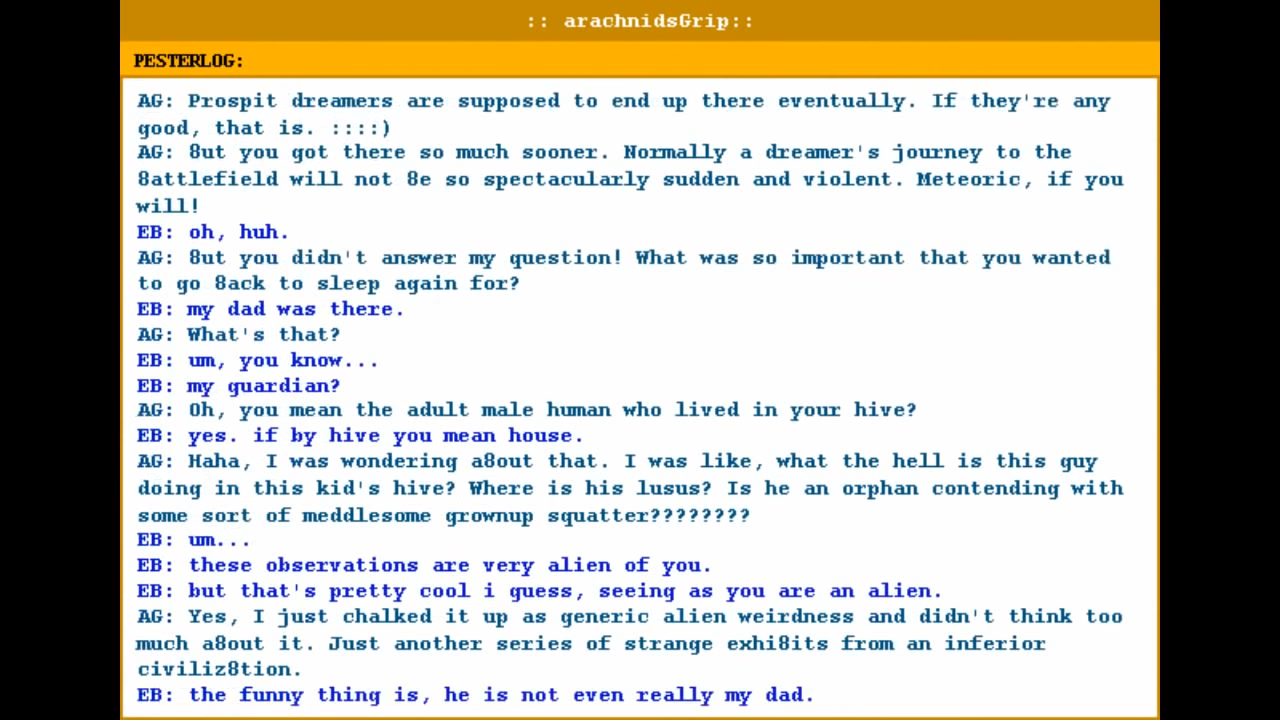 :: arachnidsGrip::
PESTERLOG:
AG: Prospit dreamers are supposed to end up there eventually. If they're any
good, that is. ::::)
AG: 8ut you got there so much sooner. Normally a dreamer's journey to the
8attlefield will not 8e so spectacularly sudden and violent. Meteoric, if you
will!
EB: oh, huh.
AG: 8ut you didn't answer my question! What was so important that you wanted
to go 8ack to sleep again for?
EB: my dad was there.
AG: What's that?
EB: um, you know...
EB: my guardian?
AG: Oh, you mean the adult male human who lived in your hive?
EB: yes. if by hive you mean house.
AG: Haha, I was wondering a8out that. I was like, what the hell is this guy
doing in this kid's hive? Where is his lusus? Is he an orphan contending with
some sort of meddlesome grownup squatter????????
EB: um...
EB: these observations are very alien of you.
EB: but that's pretty cool i guess, seeing as you are an alien.
AG: Yes, I just chalked it up as generic alien weirdness and didn't think too
much a8out it. Just another series of strange exhi8its from an inferior
civiliz8tion.
EB: the funny thing is, he is not even really my dad.